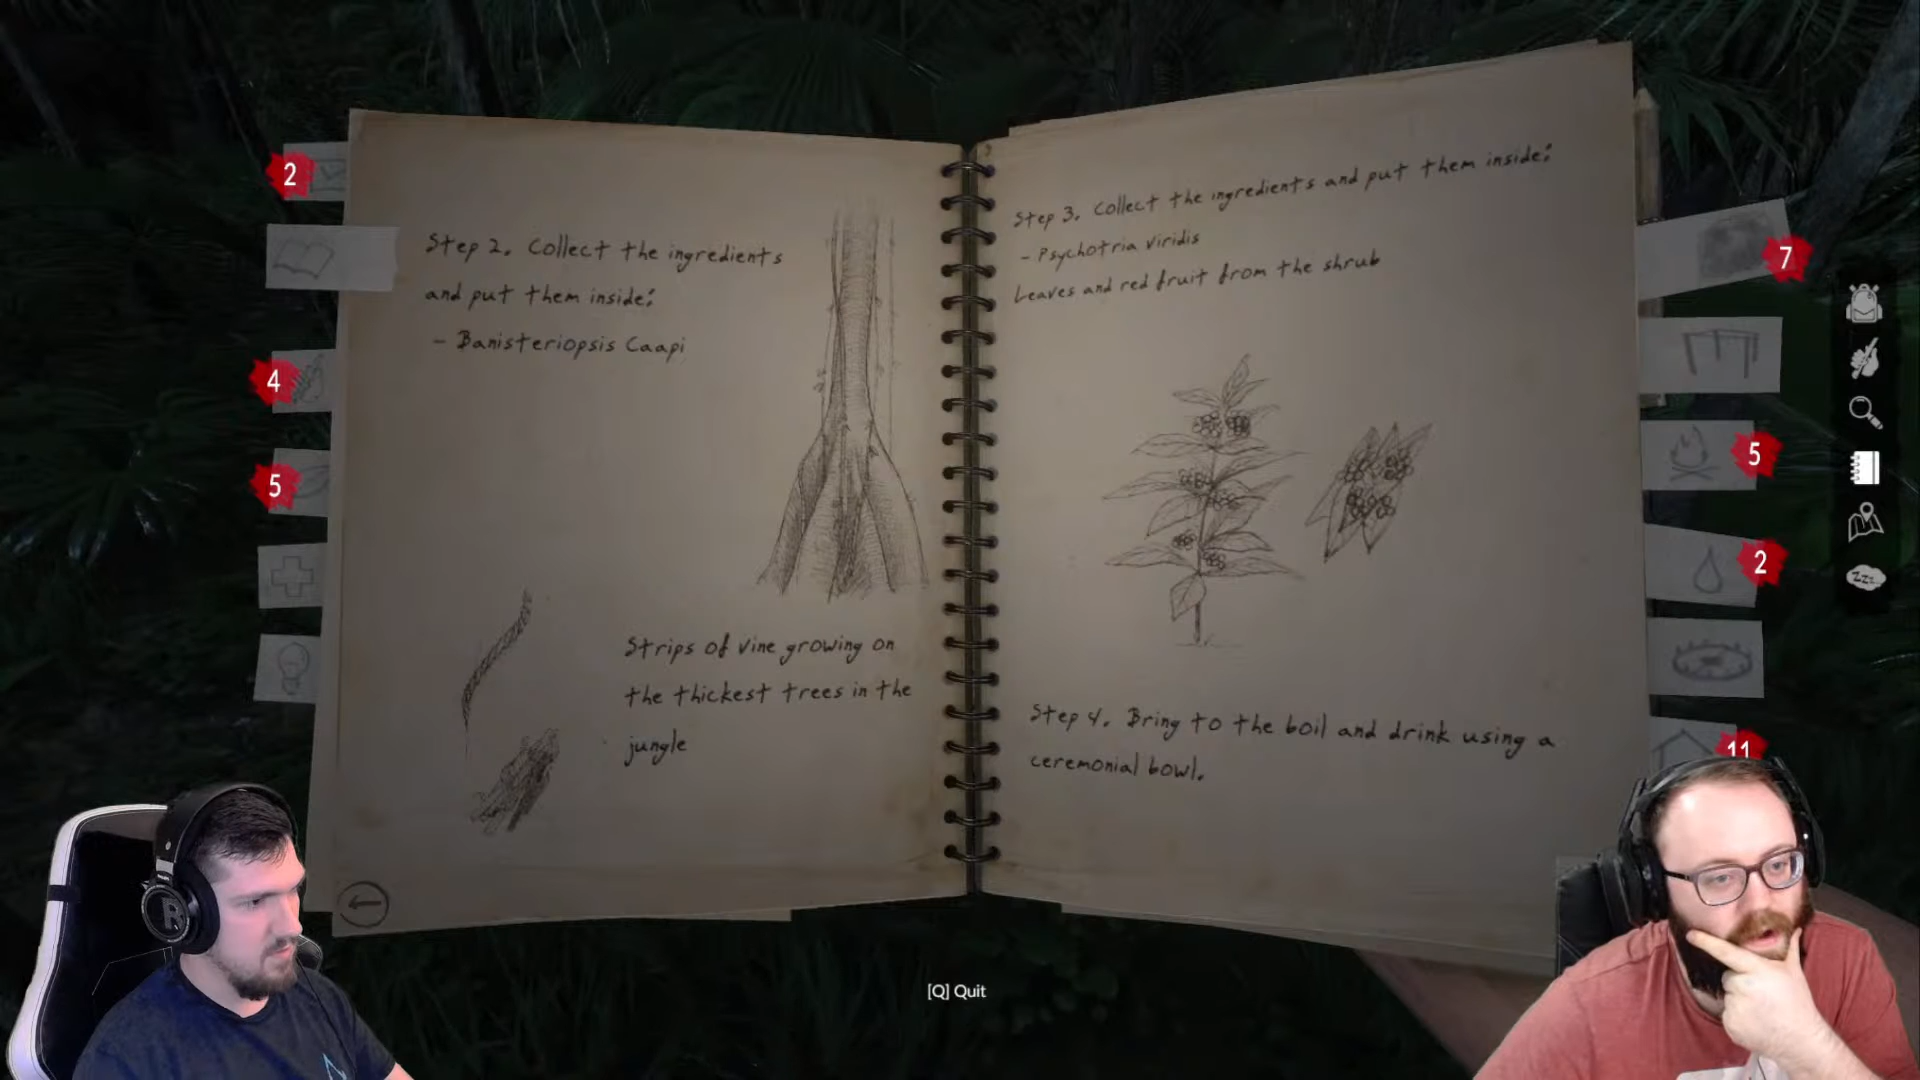 2
4
5
Step 2. Collect the ingredients
and put them inside:
- Banisteriopsis Caapi
Strips of vine growing on
the thickest trees in the
jungle
Step 3. Collect the ingredients and put them inside:
- Psychotria viridis
Leaves and red fruit from the shrub
Step 4. Bring to the boil and drink using a
ceremonial bowl.
7
5
2
11
zzz
[Q] Quit
R